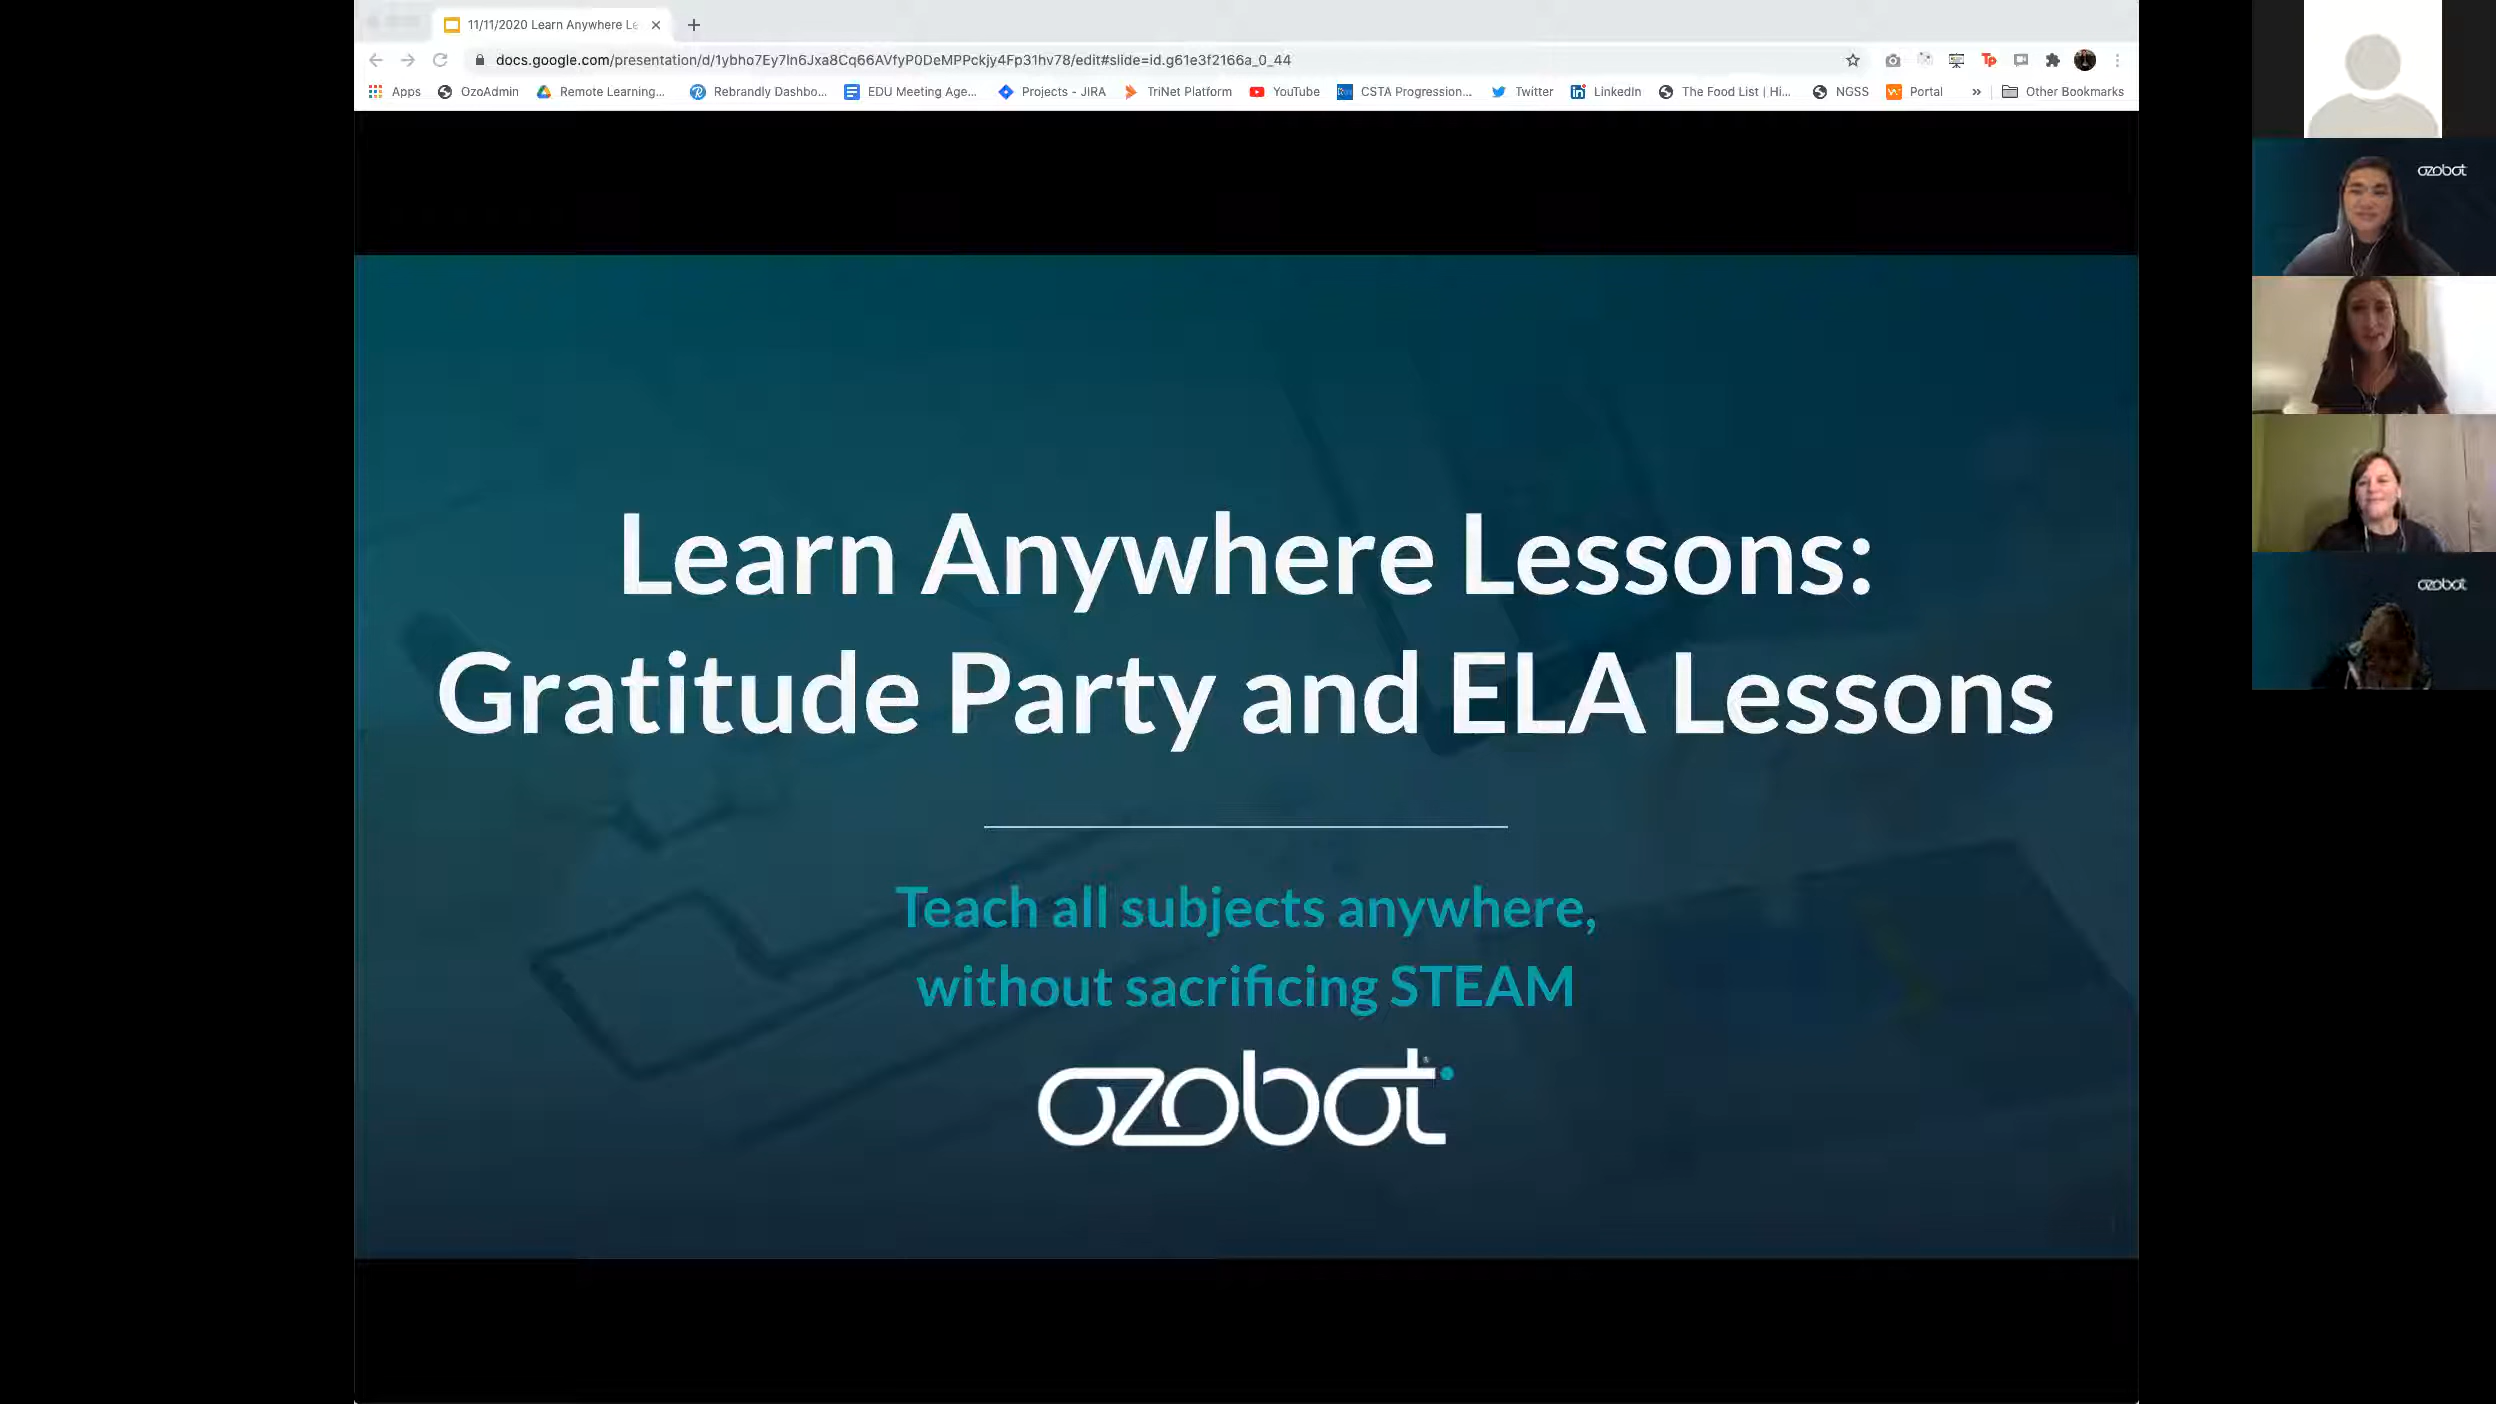 11/11/2020 Learn Anywhere Le
docs.google.com/presentation/d/1ybho7Ey7ln6Jxa8Cq66AVfyP0DeMPPckjy4Fp31hv78/edit#slide=id.g61e3f2166a_0_44
Apps OzoAdmin Remote Learning... Rebrandly Dashbo... EDU Meeting Age... Projects - JIRA TriNet Platform YouTube CSTA Progression... Twitter LinkedIn The Food List | Hi... NGSS Portal » Other Bookmarks
ozobot
Learn Anywhere Lessons:
Gratitude Party and ELA Lessons
ozobot
Teach all subjects anywhere,
without sacrificing STEAM
ozobot